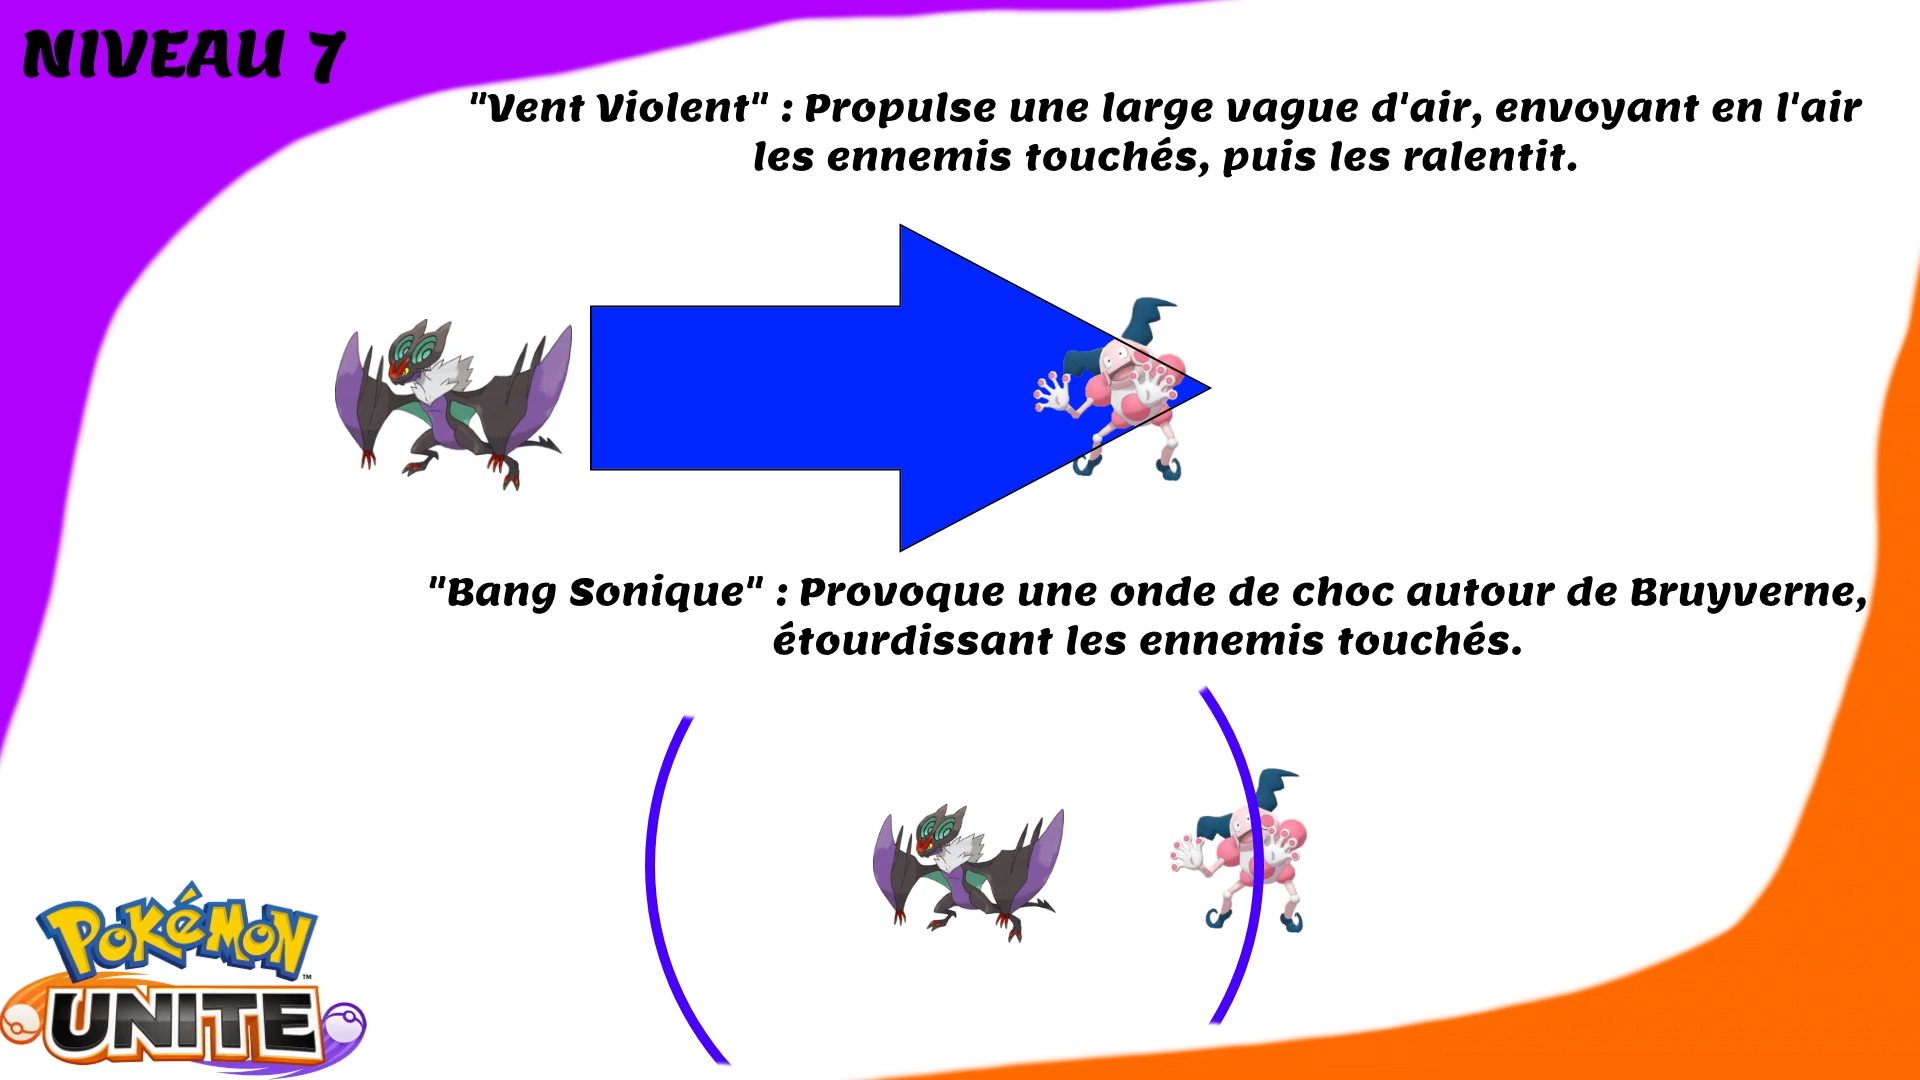 NIVEAU 7
"Vent Violent" : Propulse une large vague d'air, envoyant en l'air
les ennemis touchés, puis les ralentit.
"Bang Sonique" : Provoque une onde de choc autour de Bruyverne,
étourdissant les ennemis touchés.
POKéMON
™
UNITE